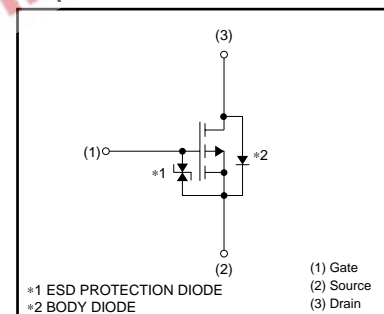 (3)
(1)
∗1
∗2
(2)
∗1 ESD PROTECTION DIODE
∗2 BODY DIODE
(1) Gate
(2) Source
(3) Drain